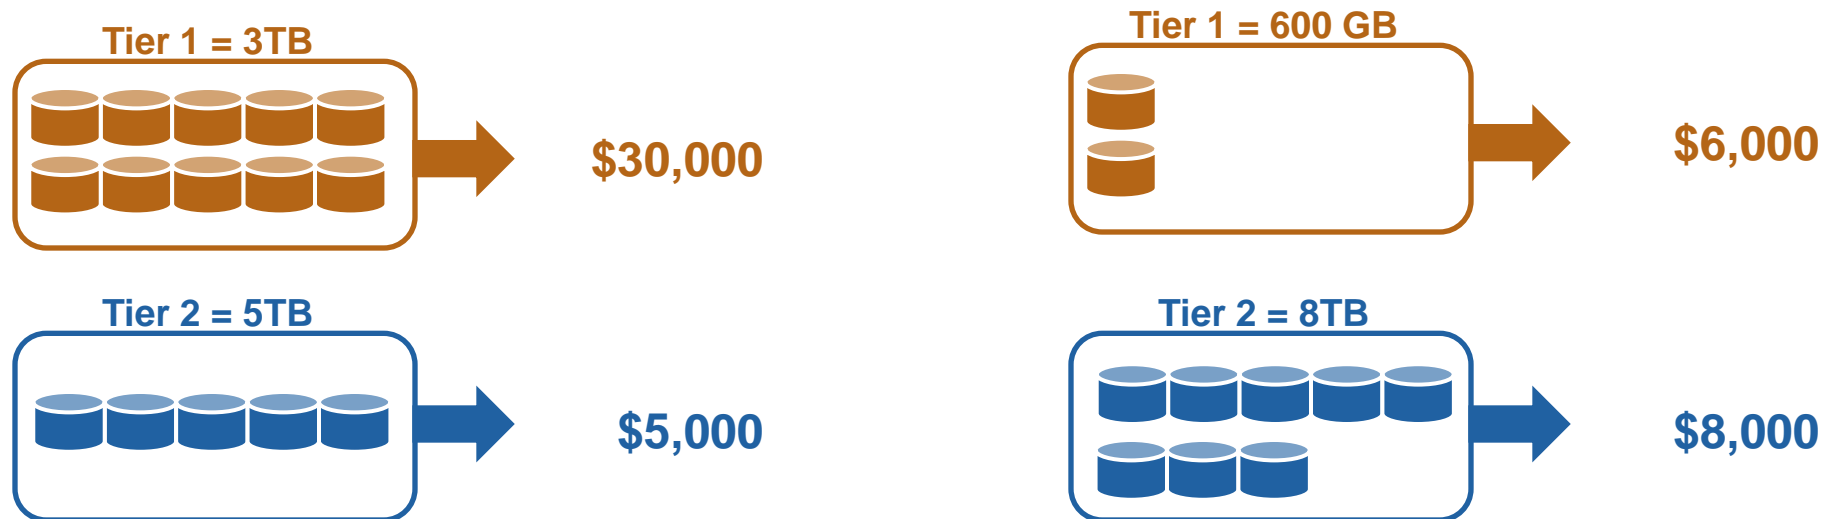 Tier 1 = 3TB
$30,000
Tier 2 = 5TB
$5,000
Tier 1 = 600 GB
$6,000
Tier 2 = 8TB
$8,000